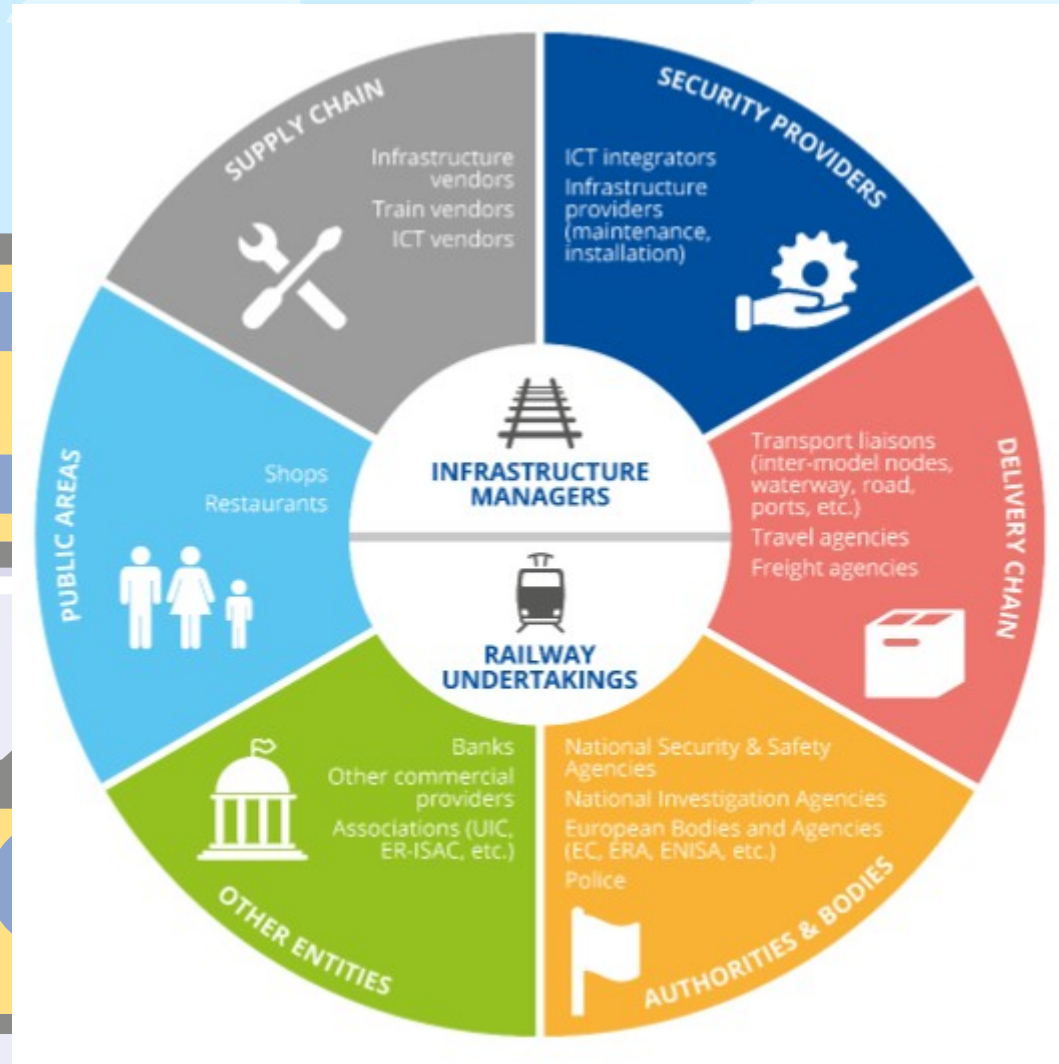 SUPPLY CHAIN
Infrastructure
vendors
Train vendors
ICT vendors
SECURITY PROVIDERS
ICT integrators
Infrastructure
providers
(maintenance,
installation)
PUBLIC AREAS
Shops
Restaurants
INFRASTRUCTURE
MANAGERS
RAILWAY
UNDERTAKINGS
DELIVERY CHAIN
Transport liaisons
(inter-model nodes,
waterway, road,
ports, etc.)
Travel agencies
Freight agencies
OTHER ENTITIES
Banks
Other commercial
providers
Associations (UIC,
ER-ISAC, etc.)
AUTHORITIES & BODIES
National Security & Safety
Agencies
National Investigation Agencies
European Bodies and Agencies
(EC, ERA, ENISA, etc.)
Police